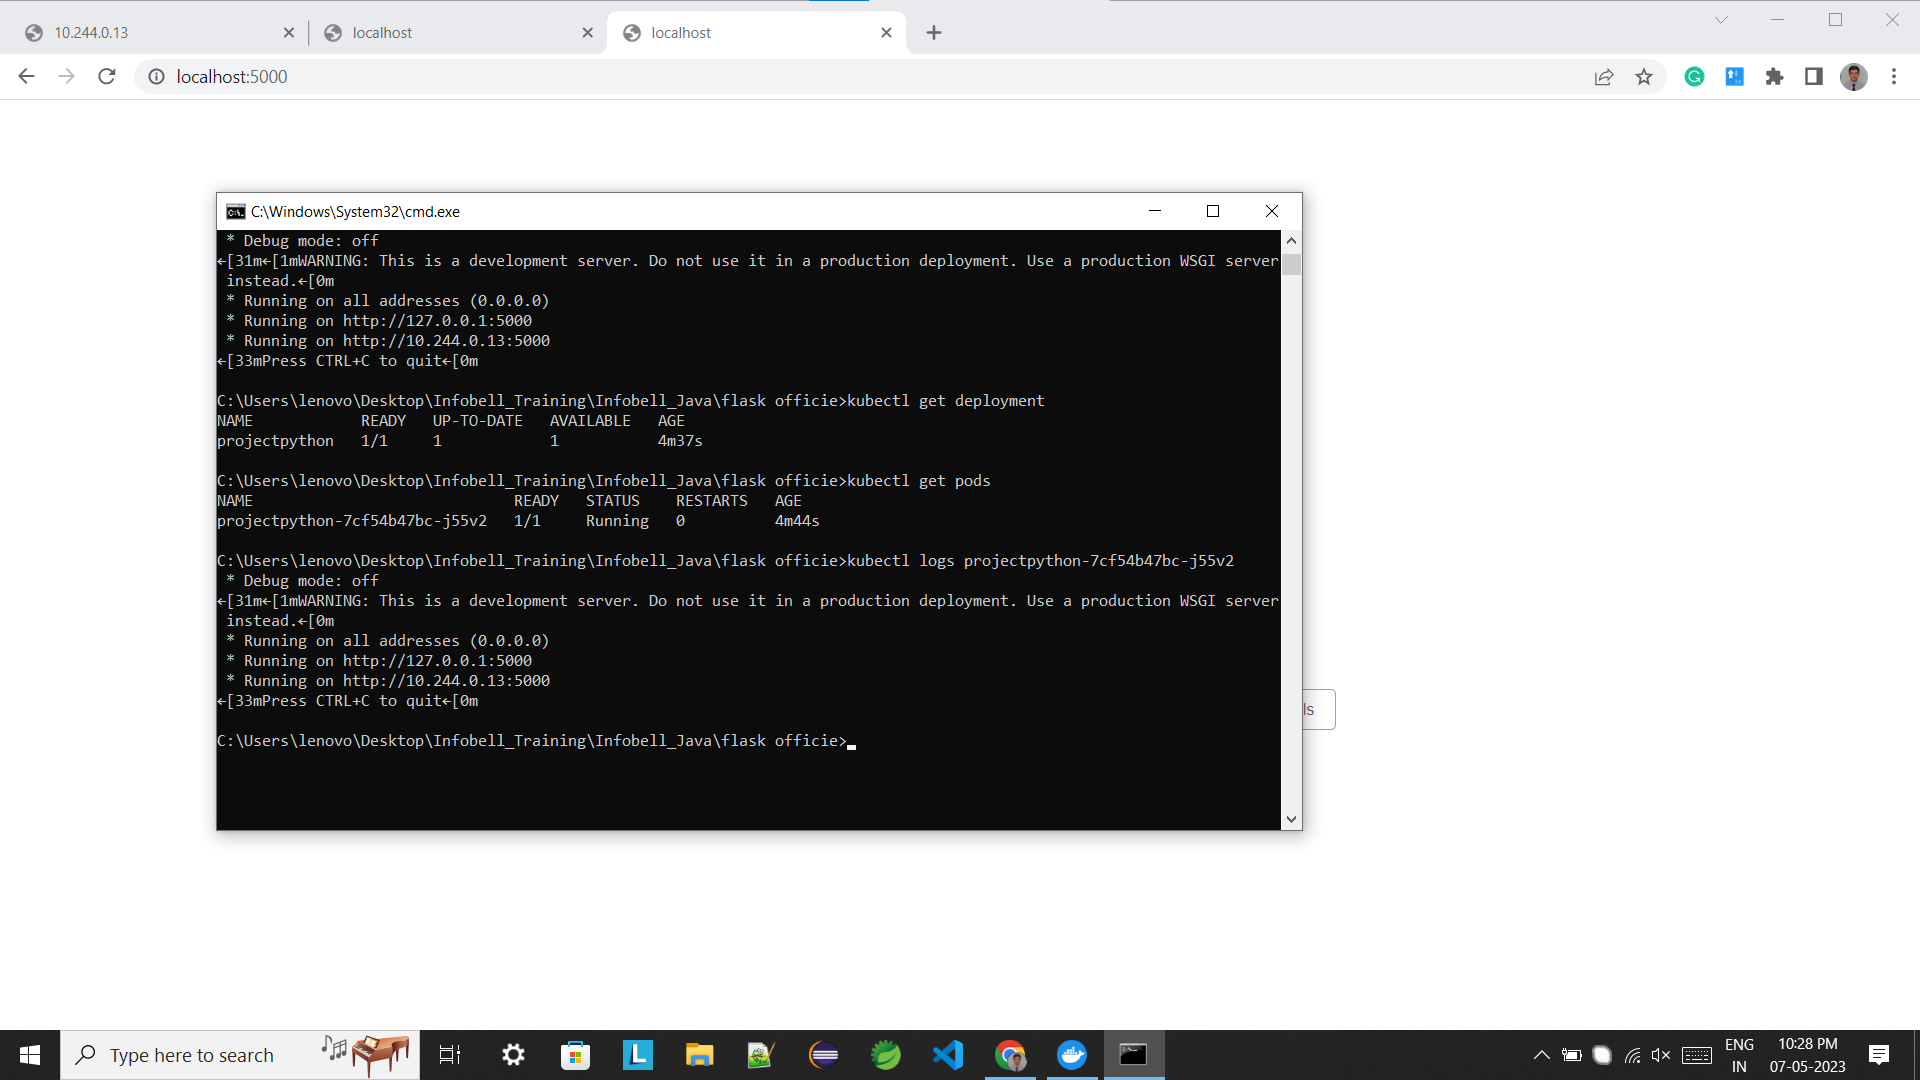 10.244.0.13
localhost
localhost
localhost:5000
C:\Windows\System32\cmd.exe
* Debug mode: off
←[31m←[1mWARNING: This is a development server. Do not use it in a production deployment. Use a production WSGI server
instead.←[0m
* Running on all addresses (0.0.0.0)
* Running on http://127.0.0.1:5000
* Running on http://10.244.0.13:5000
←[33mPress CTRL+C to quit←[0m
C:\Users\lenovo\Desktop\Infobell_Training\Infobell_Java\flask officie>kubectl get deployment
NAME READY UP-TO-DATE AVAILABLE AGE
projectpython 1/1 1 1 4m37s
C:\Users\lenovo\Desktop\Infobell_Training\Infobell_Java\flask officie>kubectl get pods
NAME READY STATUS RESTARTS AGE
projectpython-7cf54b47bc-j55v2 1/1 Running 0 4m44s
C:\Users\lenovo\Desktop\Infobell_Training\Infobell_Java\flask officie>kubectl logs projectpython-7cf54b47bc-j55v2
* Debug mode: off
←[31m←[1mWARNING: This is a development server. Do not use it in a production deployment. Use a production WSGI server
instead.←[0m
* Running on all addresses (0.0.0.0)
* Running on http://127.0.0.1:5000
* Running on http://10.244.0.13:5000
←[33mPress CTRL+C to quit←[0m
ls
C:\Users\lenovo\Desktop\Infobell_Training\Infobell_Java\flask officie>
Type here to search
L
ENG
IN
10:28 PM
07-05-2023